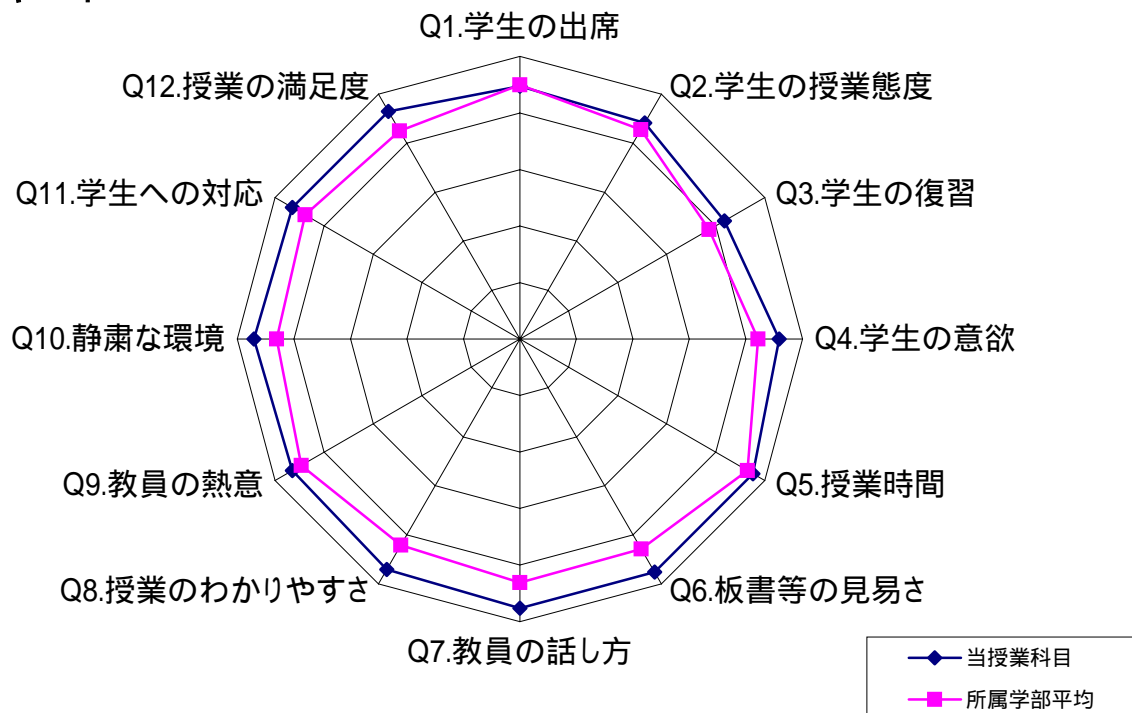 Q1.学生の出席
Q2.学生の授業態度
Q3.学生の復習
Q4.学生の意欲
Q5.授業時間
Q6.板書等の見易さ
Q7.教員の話し方
Q8.授業のわかりやすさ
Q9.教員の熱意
Q10.静粛な環境
Q11.学生への対応
Q12.授業の満足度
当授業科目
所属学部平均